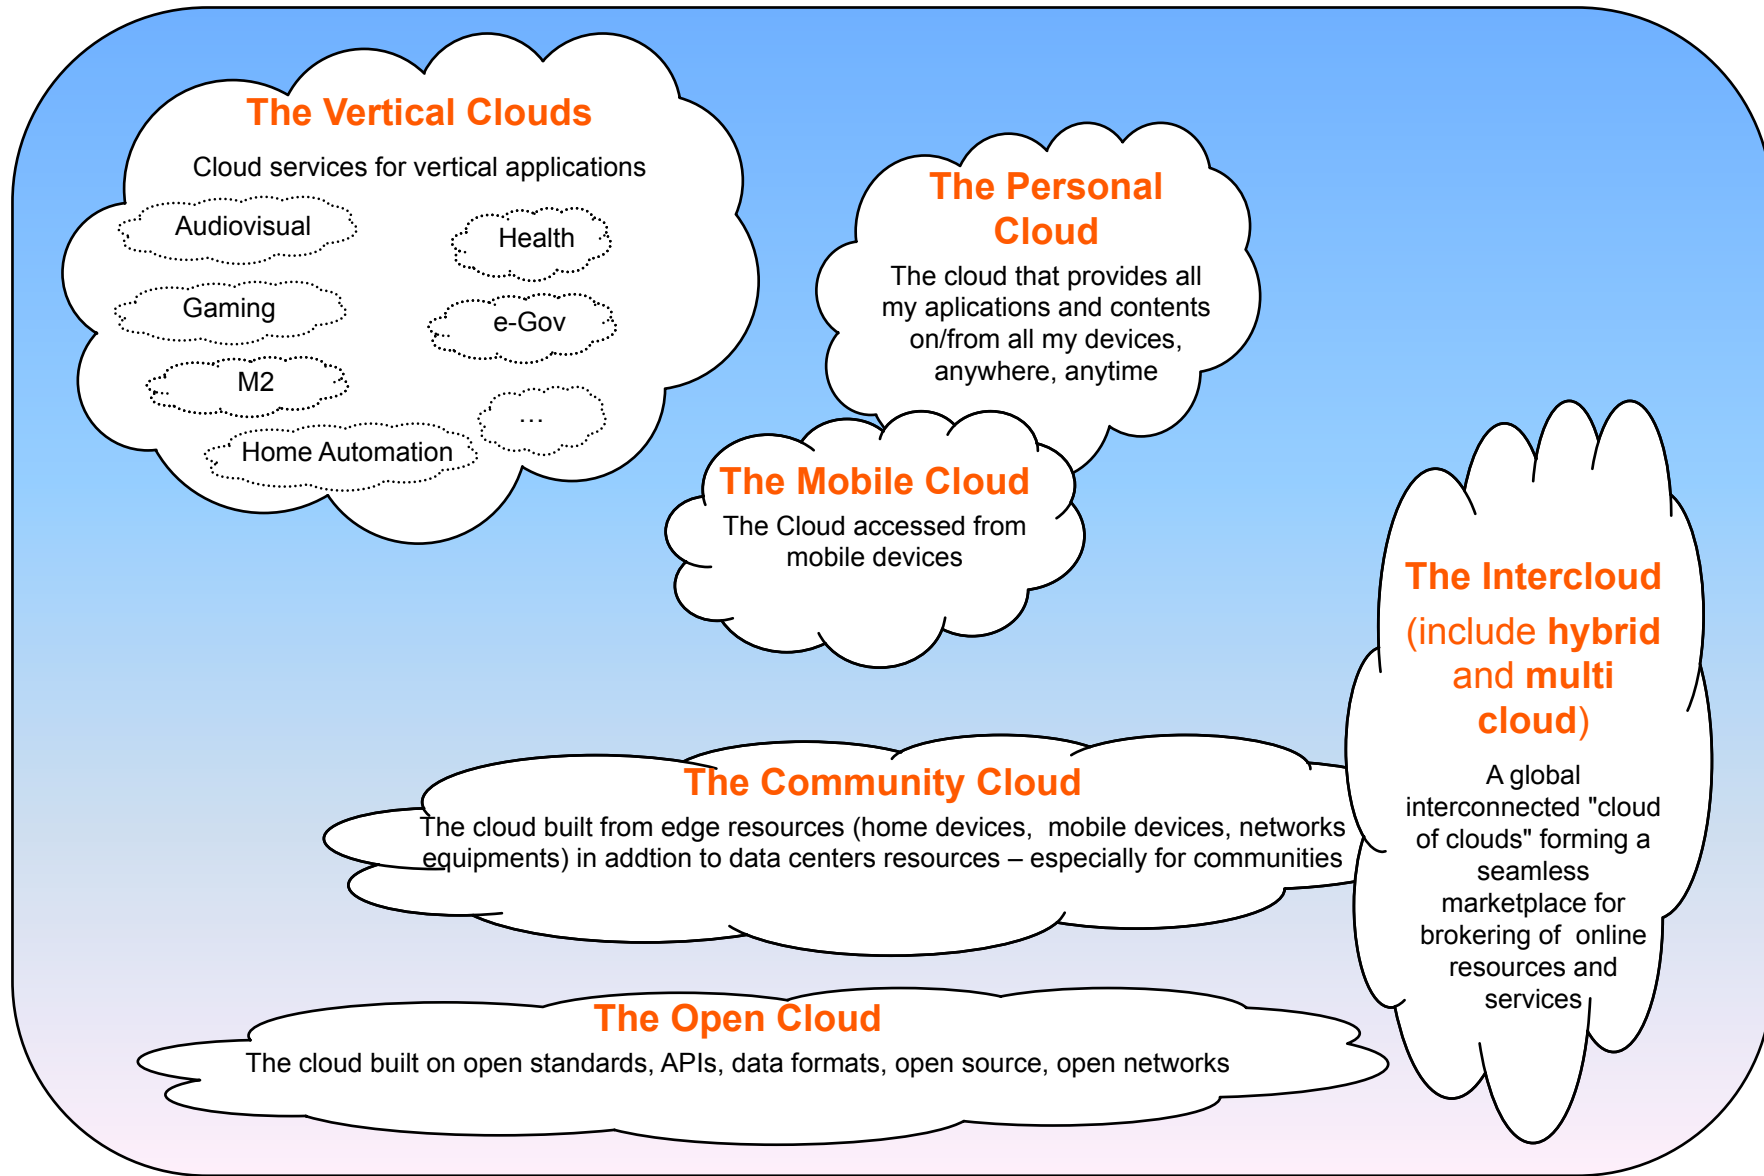 The Vertical Clouds
Cloud services for vertical applications
Audiovisual
Health
Gaming
e-Gov
M2
…
Home Automation
The Personal
Cloud
The cloud that provides all
my aplications and contents
on/from all my devices,
anywhere, anytime
The Mobile Cloud
The Cloud accessed from
mobile devices
The Intercloud
(include hybrid
and multi
cloud)
A global
interconnected "cloud
of clouds" forming a
seamless
marketplace for
brokering of online
resources and
services
The Community Cloud
The cloud built from edge resources (home devices, mobile devices, networks
equipments) in addtion to data centers resources – especially for communities
The Open Cloud
The cloud built on open standards, APIs, data formats, open source, open networks